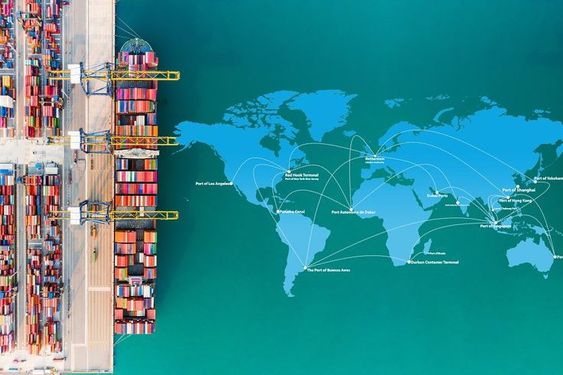 Rotterdam
Port of Yokohama
Red Hook Terminal
Port of New York New Jersey
Port of Los Angeles
Port of Shanghai
Port of Hong Kong
Panama Canal
Port Autonome de Dakar
Port of Singapore
Durban Container Terminal
The Port of Buenos Aires
Port